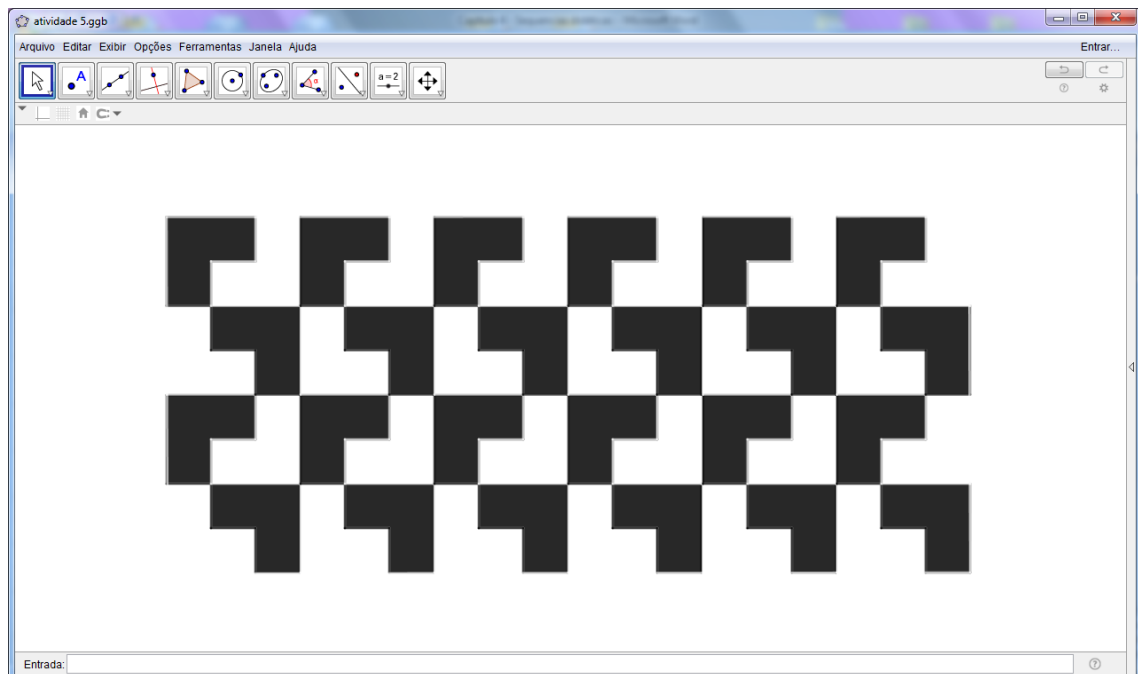 atividade 5.ggb
Arquivo Editar Exibir Opções Ferramentas Janela Ajuda Entrar...
A α a = 2
Entrada: